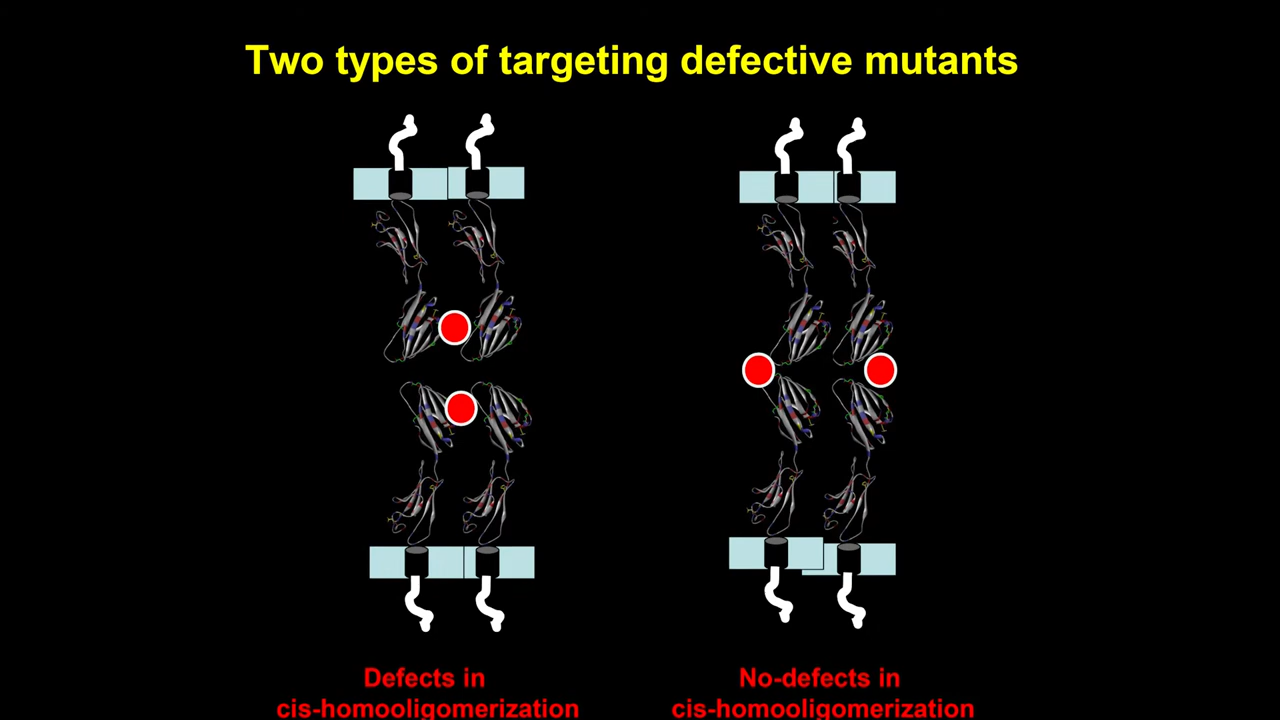 Two types of targeting defective mutants
Defects in
cis-homooligomerization
No-defects in
cis-homooligomerization